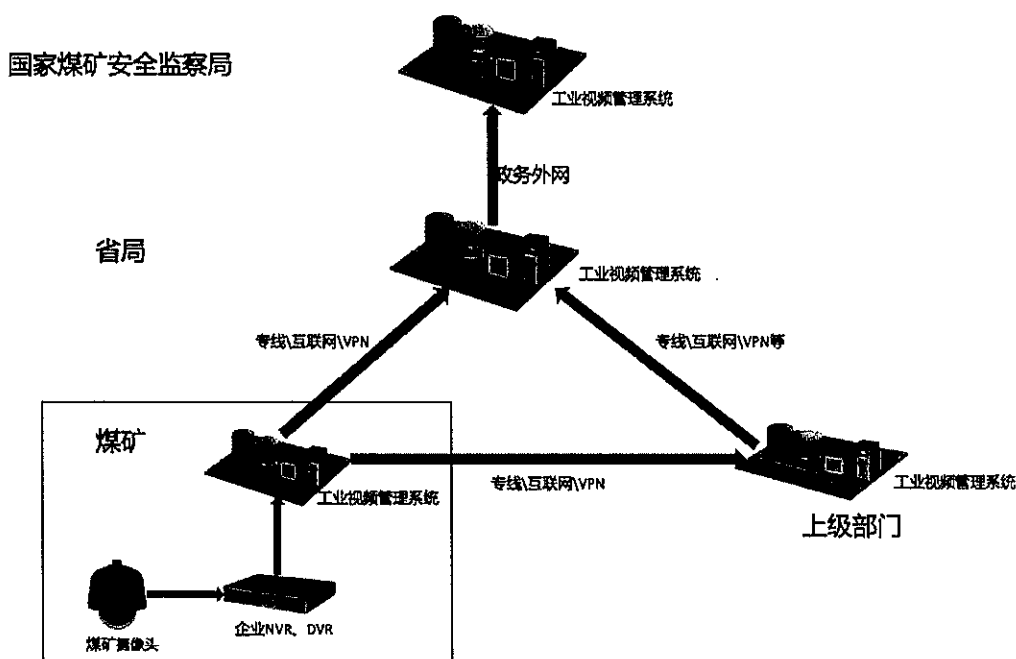 国家煤矿安全监察局
工业视频管理系统
政务外网
省局
工业视频管理系统
专线\互联网\VPN
专线\互联网\VPN等
煤矿
工业视频管理系统
专线\互联网\VPN
工业视频管理系统
上级部门
煤矿摄像头
企业NVR、DVR